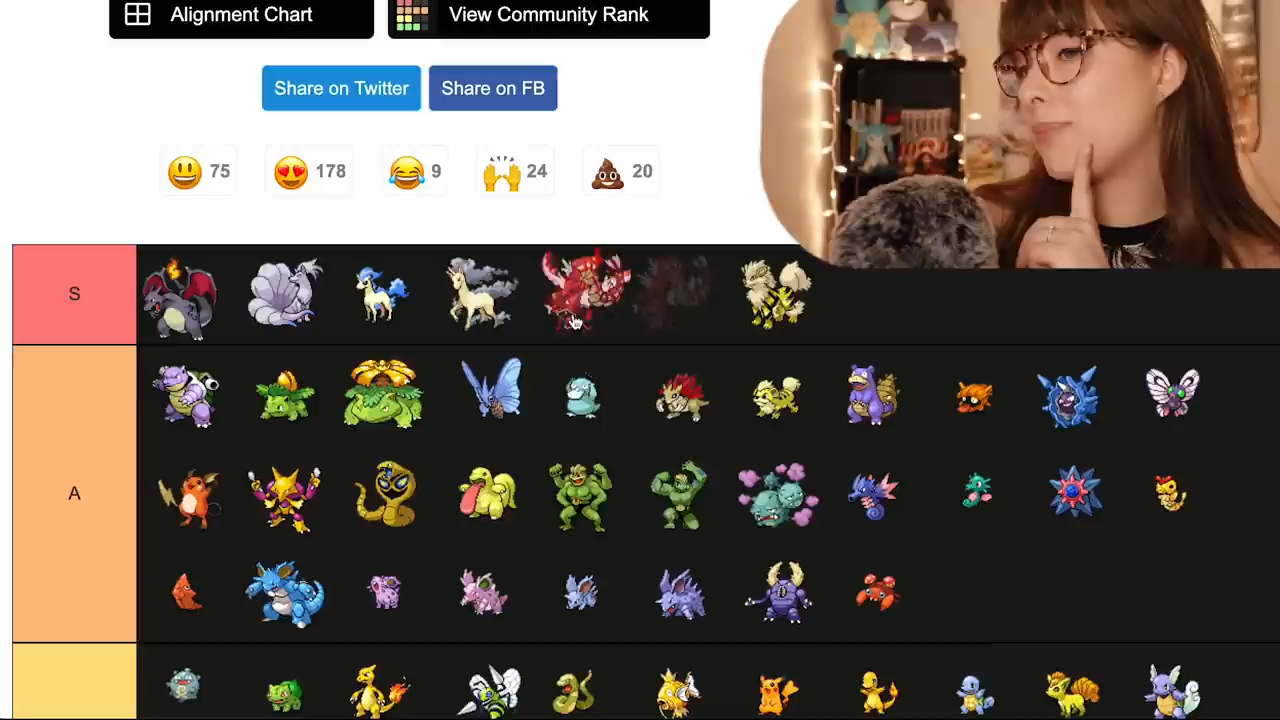 Alignment Chart
View Community Rank
Share on Twitter
Share on FB
75
178
9
24
20
S
A